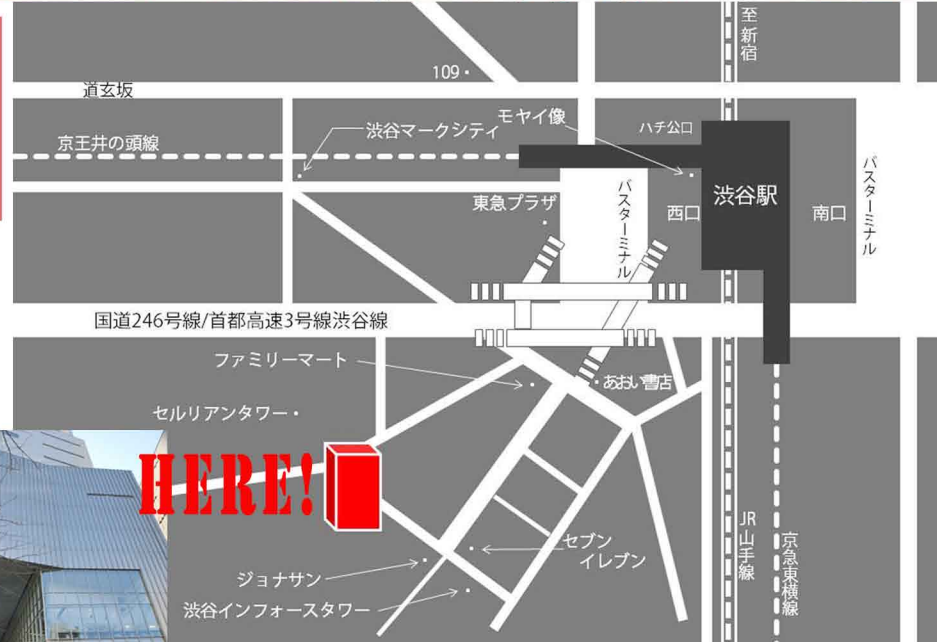 至新宿
109
道玄坂
モヤイ像
渋谷マークシティ
ハチ公口
京王井の頭線
バスターミナル
東急プラザ
バスターミナル
西口
渋谷駅
南口
国道246号線/首都高速3号線渋谷線
ファミリーマート
あおい書店
セルリアンタワー
HERE!
JR山手線
京急東横線
セブン
イレブン
ジョナサン
渋谷インフォースタワー